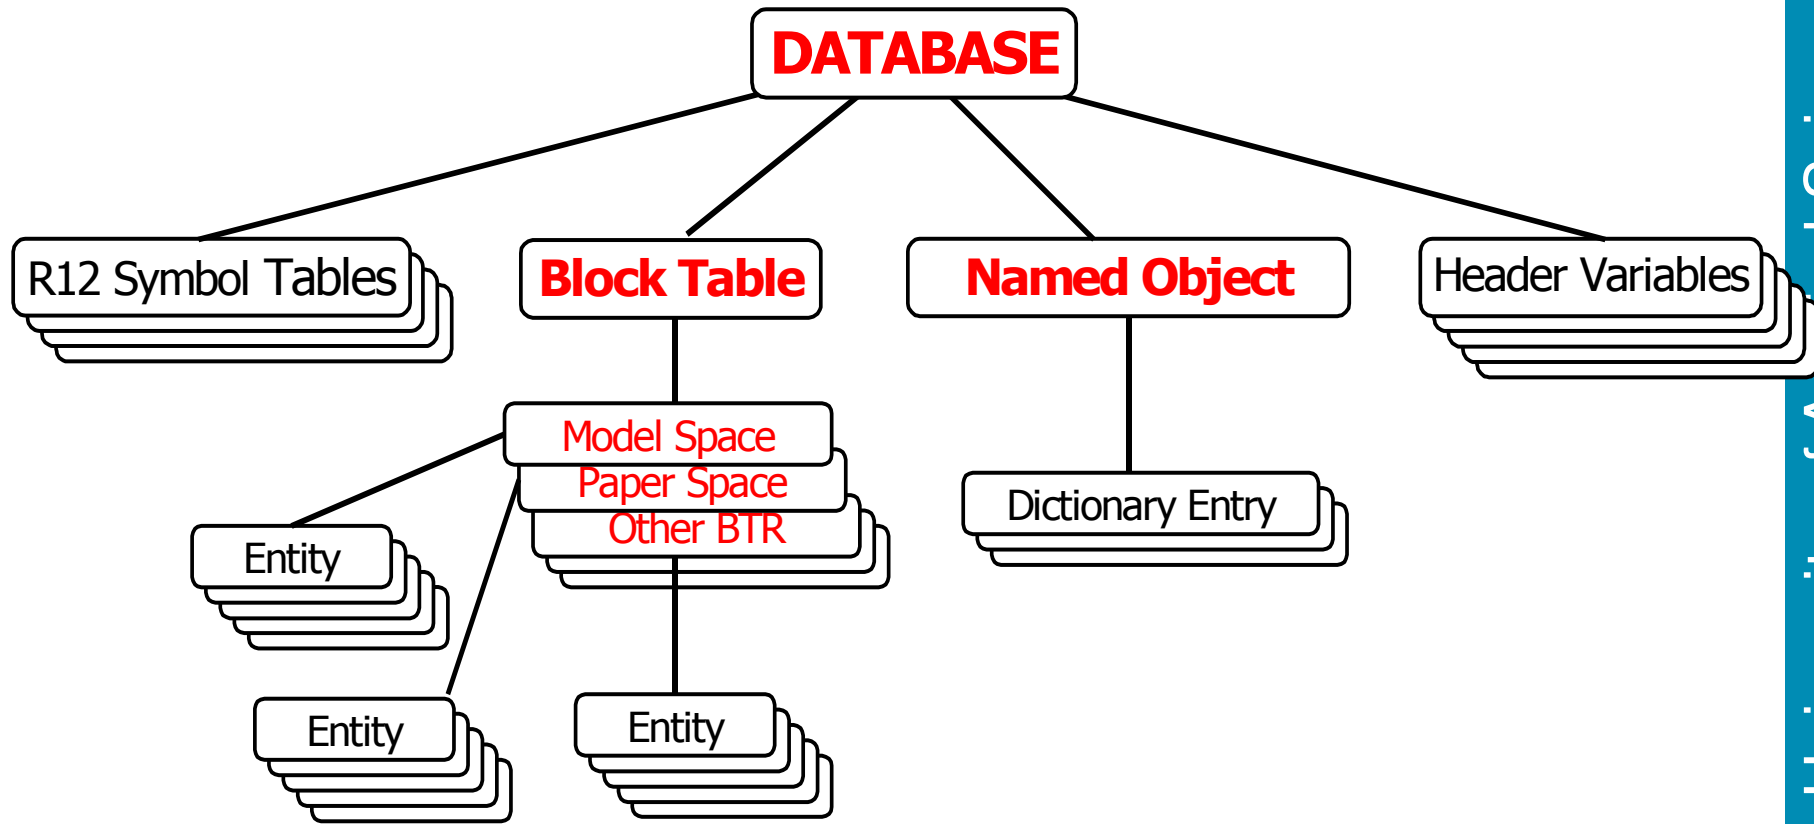 DATABASE
R12 Symbol Tables
Block Table
Named Object
Header Variables
Model Space
Paper Space
Other BTR
Dictionary Entry
Entity
Entity
Entity